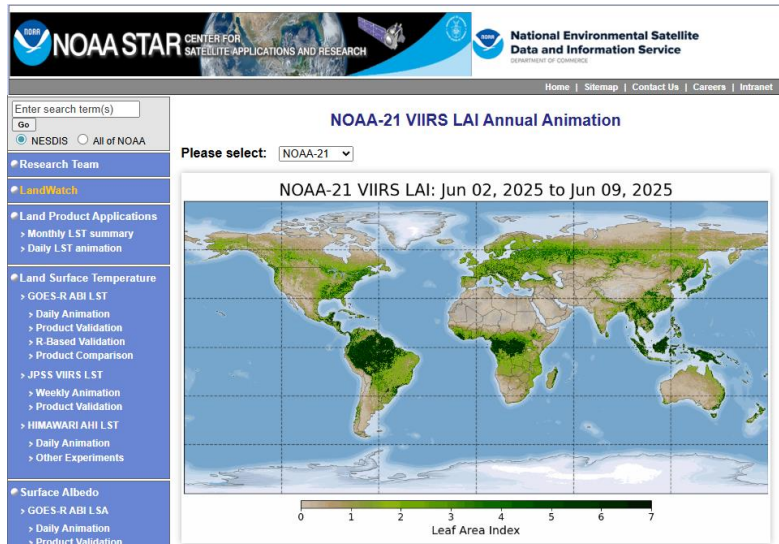 NOAA
NOAA STAR CENTER FOR SATELLITE APPLICATIONS AND RESEARCH
NOAA
National Environmental Satellite
Data and Information Service
DEPARTMENT OF COMMERCE
Home | Sitemap | Contact Us | Careers | Intranet
Enter search term(s)
Go
NESDIS All of NOAA
Research Team
LandWatch
Land Product Applications
› Monthly LST summary
› Daily LST animation
Land Surface Temperature
› GOES-R ABI LST
› Daily Animation
› Product Validation
› R-Based Validation
› Product Comparison
› JPSS VIIRS LST
› Weekly Animation
› Product Validation
› HIMAWARI AHI LST
› Daily Animation
› Other Experiments
Surface Albedo
› GOES-R ABI LSA
› Daily Animation
› Product Validation
NOAA-21 VIIRS LAI Annual Animation
Please select: NOAA-21
NOAA-21 VIIRS LAI: Jun 02, 2025 to Jun 09, 2025
0 1 2 3 4 5 6 7
Leaf Area Index